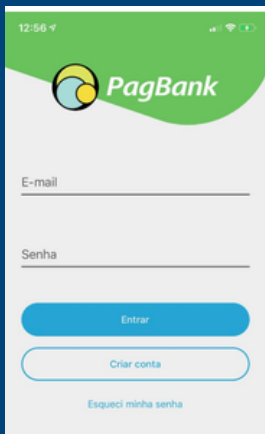 12:56
PagBank
E-mail
Senha
Entrar
Criar conta
Esqueci minha senha